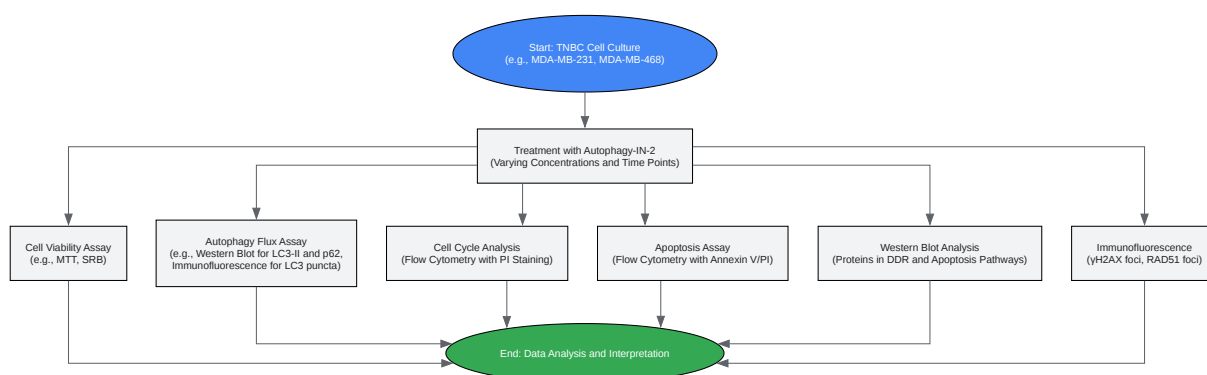 Start: TNBC Cell Culture
(e.g., MDA-MB-231, MDA-MB-468)
Treatment with Autophagy-IN-2
(Varying Concentrations and Time Points)
Cell Viability Assay
(e.g., MTT, SRB)
Autophagy Flux Assay
(e.g., Western Blot for LC3-II and p62,
Immunofluorescence for LC3 puncta)
Cell Cycle Analysis
(Flow Cytometry with PI Staining)
Apoptosis Assay
(Flow Cytometry with Annexin V/PI)
Western Blot Analysis
(Proteins in DDR and Apoptosis Pathways)
Immunofluorescence
(γH2AX foci, RAD51 foci)
End: Data Analysis and Interpretation